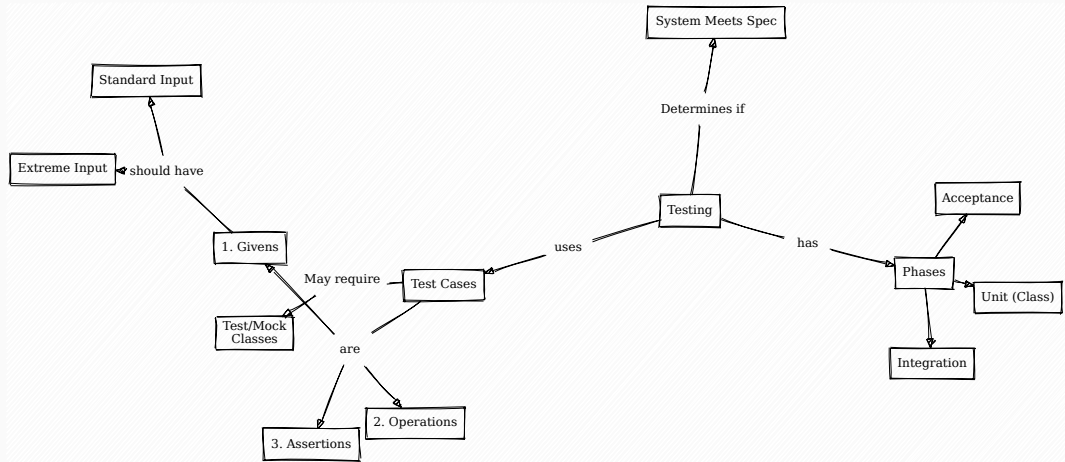 System Meets Spec
Standard Input
Determines if
Extreme Input
should have
Acceptance
Testing
1. Givens
uses
has
May require
Test Cases
Phases
Unit (Class)
Test/Mock
Classes
are
Integration
2. Operations
3. Assertions